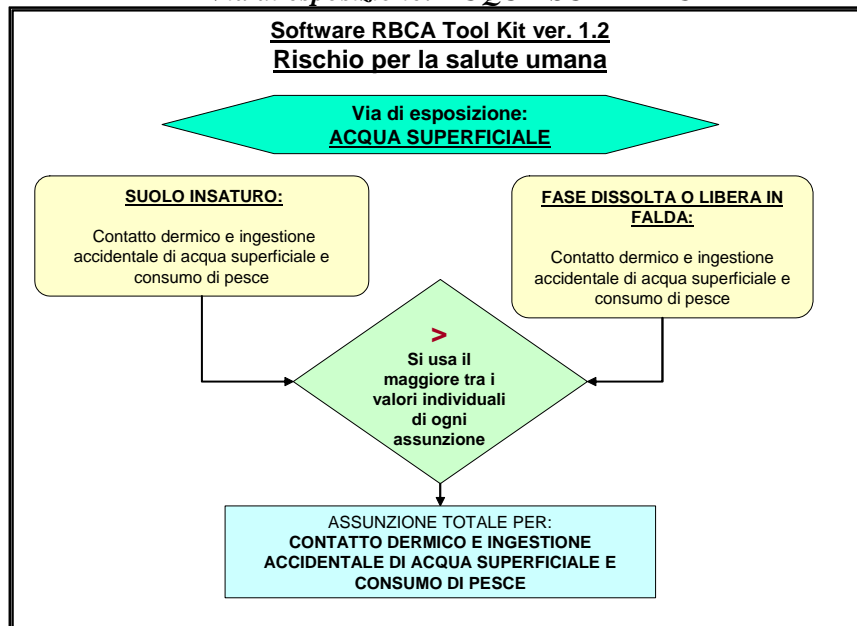 Software RBCA Tool Kit ver. 1.2
Rischio per la salute umana
Via di esposizione:
ACQUA SUPERFICIALE
SUOLO INSATURO:
Contatto dermico e ingestione
accidentale di acqua superficiale e
consumo di pesce
FASE DISSOLTA O LIBERA IN
FALDA:
Contatto dermico e ingestione
accidentale di acqua superficiale e
consumo di pesce
>
Si usa il
maggiore tra i
valori individuali
di ogni
assunzione
ASSUNZIONE TOTALE PER:
CONTATTO DERMICO E INGESTIONE
ACCIDENTALE DI ACQUA SUPERFICIALE E
CONSUMO DI PESCE